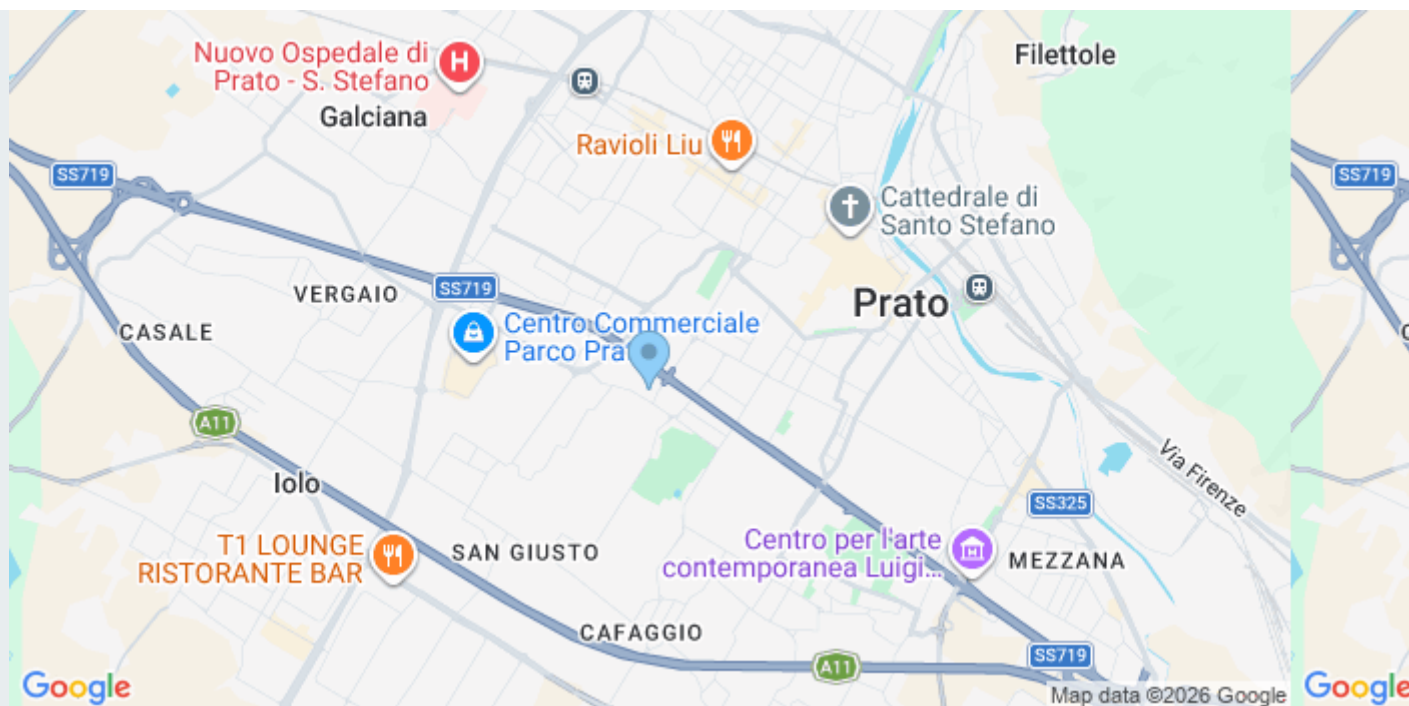 Nuovo Ospedale di
Prato - S. Stefano
H
Galciana
Filettole
Ravioli Liu
SS719
SS719
Cattedrale di
Santo Stefano
VERGAIO
SS719
Prato
CASALE
Centro Commerciale
Parco Prato
A11
Iolo
Via Firenze
SS325
T1 LOUNGE
RISTORANTE BAR
SAN GIUSTO
Centro per l'arte
contemporanea Luigi...
MEZZANA
CAFAGGIO
SS719
A11
Google
Map data ©2026 Google
Google